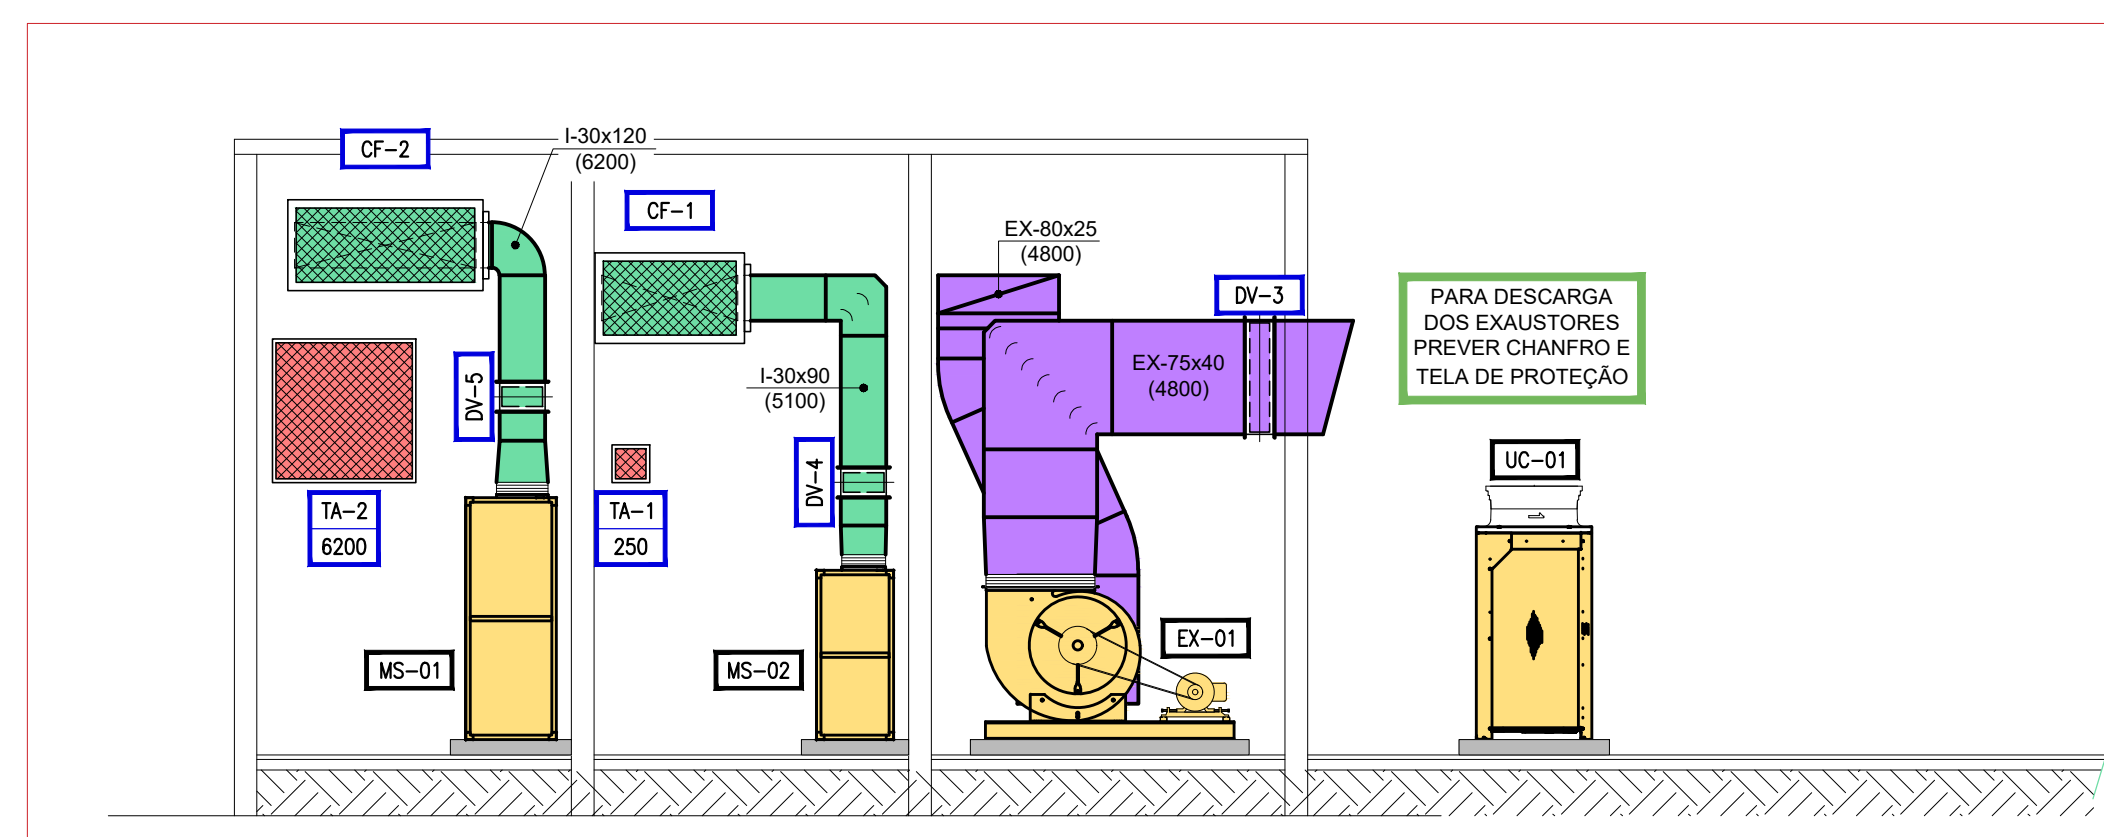 CF-2
I-30x120
(6200)
CF-1
EX-80x25
(4800)
DV-3
PARA DESCARGA
DOS EXAUSTORES
PREVER CHANFRO E
TELA DE PROTEÇÃO
DV-5
I-30x90
(5100)
EX-75x40
(4800)
DV-4
UC-01
TA-2
6200
TA-1
250
MS-01
MS-02
EX-01